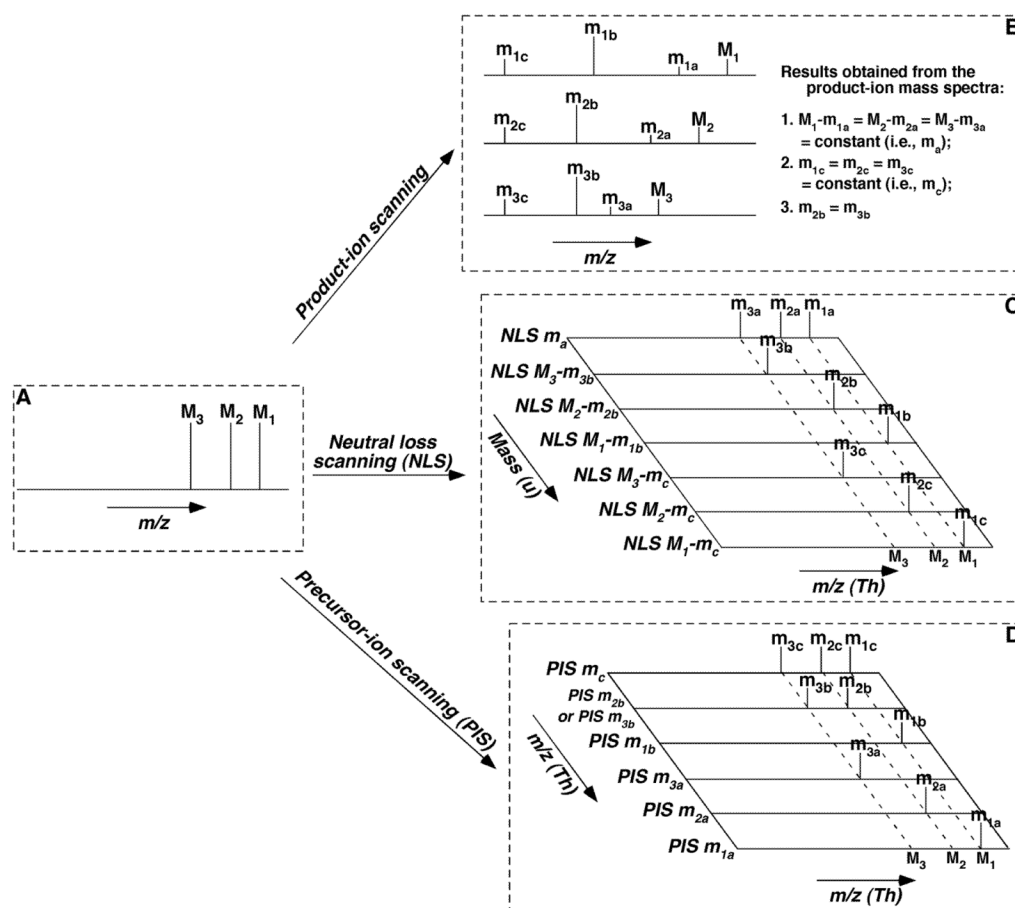 A
M3 M2 M1
m/z
Product-ion scanning
Neutral loss
scanning (NLS)
Precursor-ion scanning (PIS)
B
m1c m1b m1a M1
m2c m2b m2a M2
m3c m3b m3a M3
m/z
Results obtained from the
product-ion mass spectra:
1. M1-m1a = M2-m2a = M3-m3a
= constant (i.e., ma);
2. m1c = m2c = m3c
= constant (i.e., mc);
3. m2b = m3b
C
m3a m2a m1a
NLS ma
m3b
NLS M3-m3b
m2b
NLS M2-m2b
m1b
NLS M1-m1b
m3c
NLS M3-mc
m2c
NLS M2-mc
m1c
NLS M1-mc
M3 M2 M1
Mass (u)
m/z (Th)
D
m3c m2c m1c
PIS mc
m3b m2b
PIS m2b
or PIS m3b
m1b
PIS m1b
m3a
PIS m3a
m2a
PIS m2a
m1a
PIS m1a
M3 M2 M1
m/z (Th)
m/z (Th)